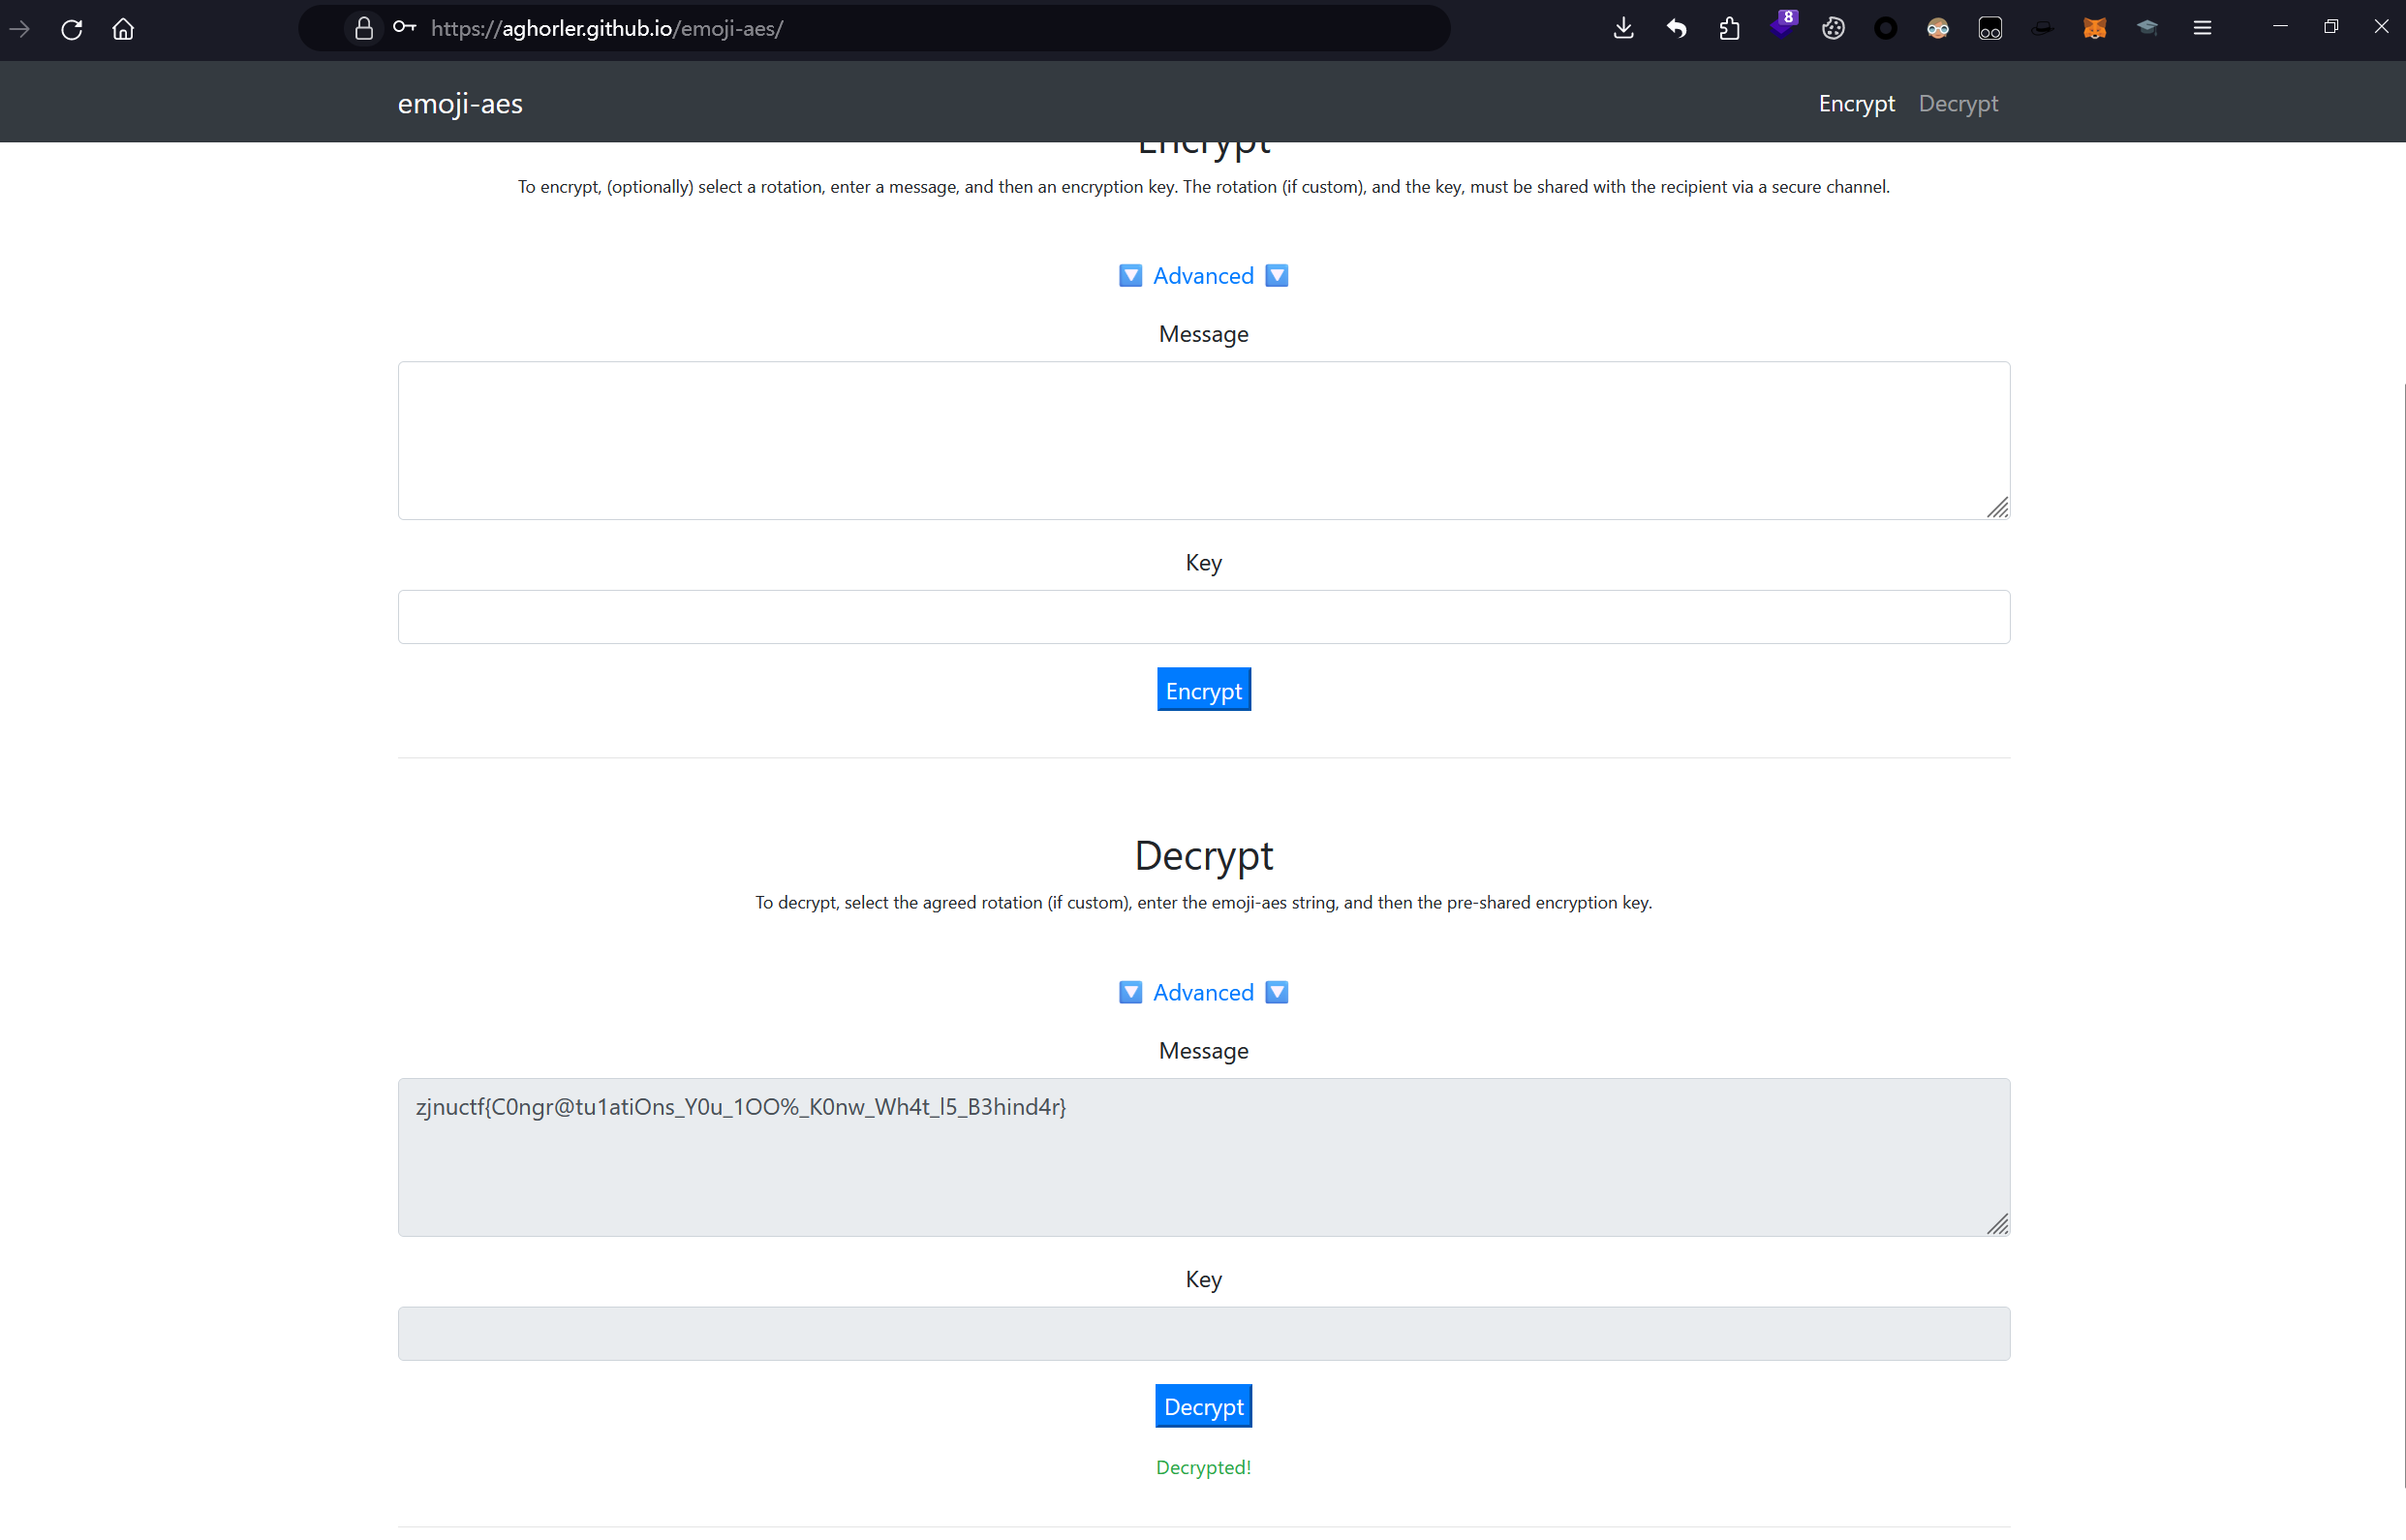 https://aghorler.github.io/emoji-aes/
8
emoji-aes
Encrypt Decrypt
Encrypt
To encrypt, (optionally) select a rotation, enter a message, and then an encryption key. The rotation (if custom), and the key, must be shared with the recipient via a secure channel.
🔽 Advanced 🔽
Message
Key
Encrypt
Decrypt
To decrypt, select the agreed rotation (if custom), enter the emoji-aes string, and then the pre-shared encryption key.
🔽 Advanced 🔽
Message
zjnuctf{C0ngr@tu1atiOns_Y0u_1OO%_K0nw_Wh4t_l5_B3hind4r}
Key
Decrypt
Decrypted!